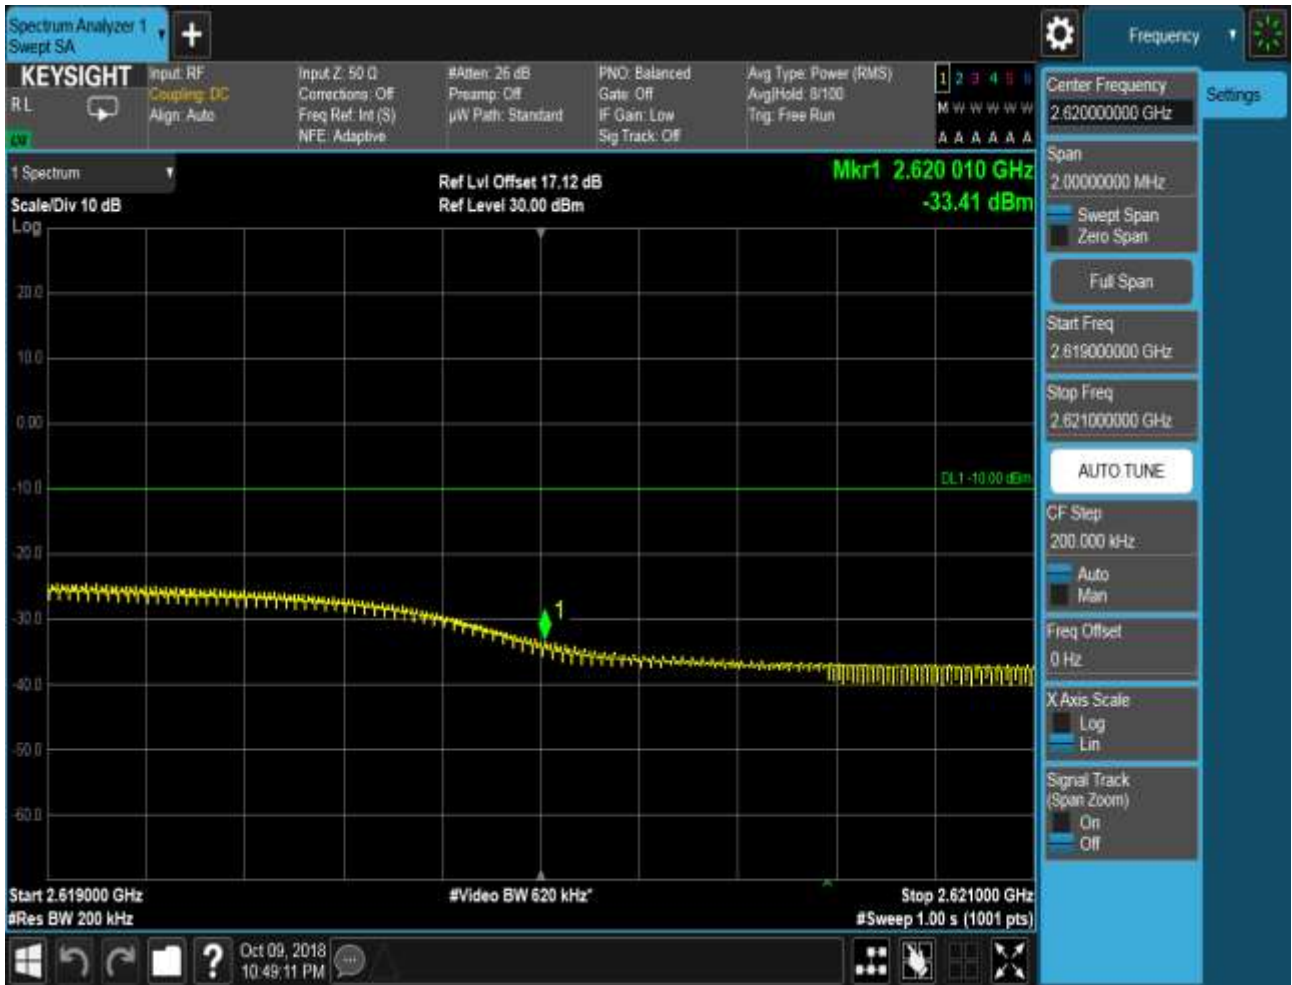 Spectrum Analyzer 1
Swept SA
+
Frequency
KEYSIGHT
RL
LXI
Input: RF
Coupling: DC
Align: Auto
Input Z: 50 Ω
Corrections: Off
Freq Ref: Int (S)
NFE: Adaptive
#Atten: 26 dB
Preamp: Off
µW Path: Standard
PNO: Balanced
Gate: Off
IF Gain: Low
Sig Track: Off
Avg Type: Power (RMS)
Avg|Hold: 8/100
Trig: Free Run
1 2 3 4 5 6
M W W W W W
A A A A A A
Center Frequency
2.620000000 GHz
Settings
Span
2.00000000 MHz
Swept Span
Zero Span
Full Span
Start Freq
2.619000000 GHz
Stop Freq
2.621000000 GHz
AUTO TUNE
CF Step
200.000 kHz
Auto
Man
Freq Offset
0 Hz
X Axis Scale
Log
Lin
Signal Track
(Span Zoom)
On
Off
1 Spectrum
Scale/Div 10 dB
Log
Ref Lvl Offset 17.12 dB
Ref Level 30.00 dBm
Mkr1 2.620 010 GHz
-33.41 dBm
20.0
10.0
0.00
-10.0
-20.0
-30.0
-40.0
-50.0
-60.0
DL1 -10.00 dBm
1
Start 2.619000 GHz
#Res BW 200 kHz
#Video BW 620 kHz*
Stop 2.621000 GHz
#Sweep 1.00 s (1001 pts)
?
Oct 09, 2018
10:49:11 PM